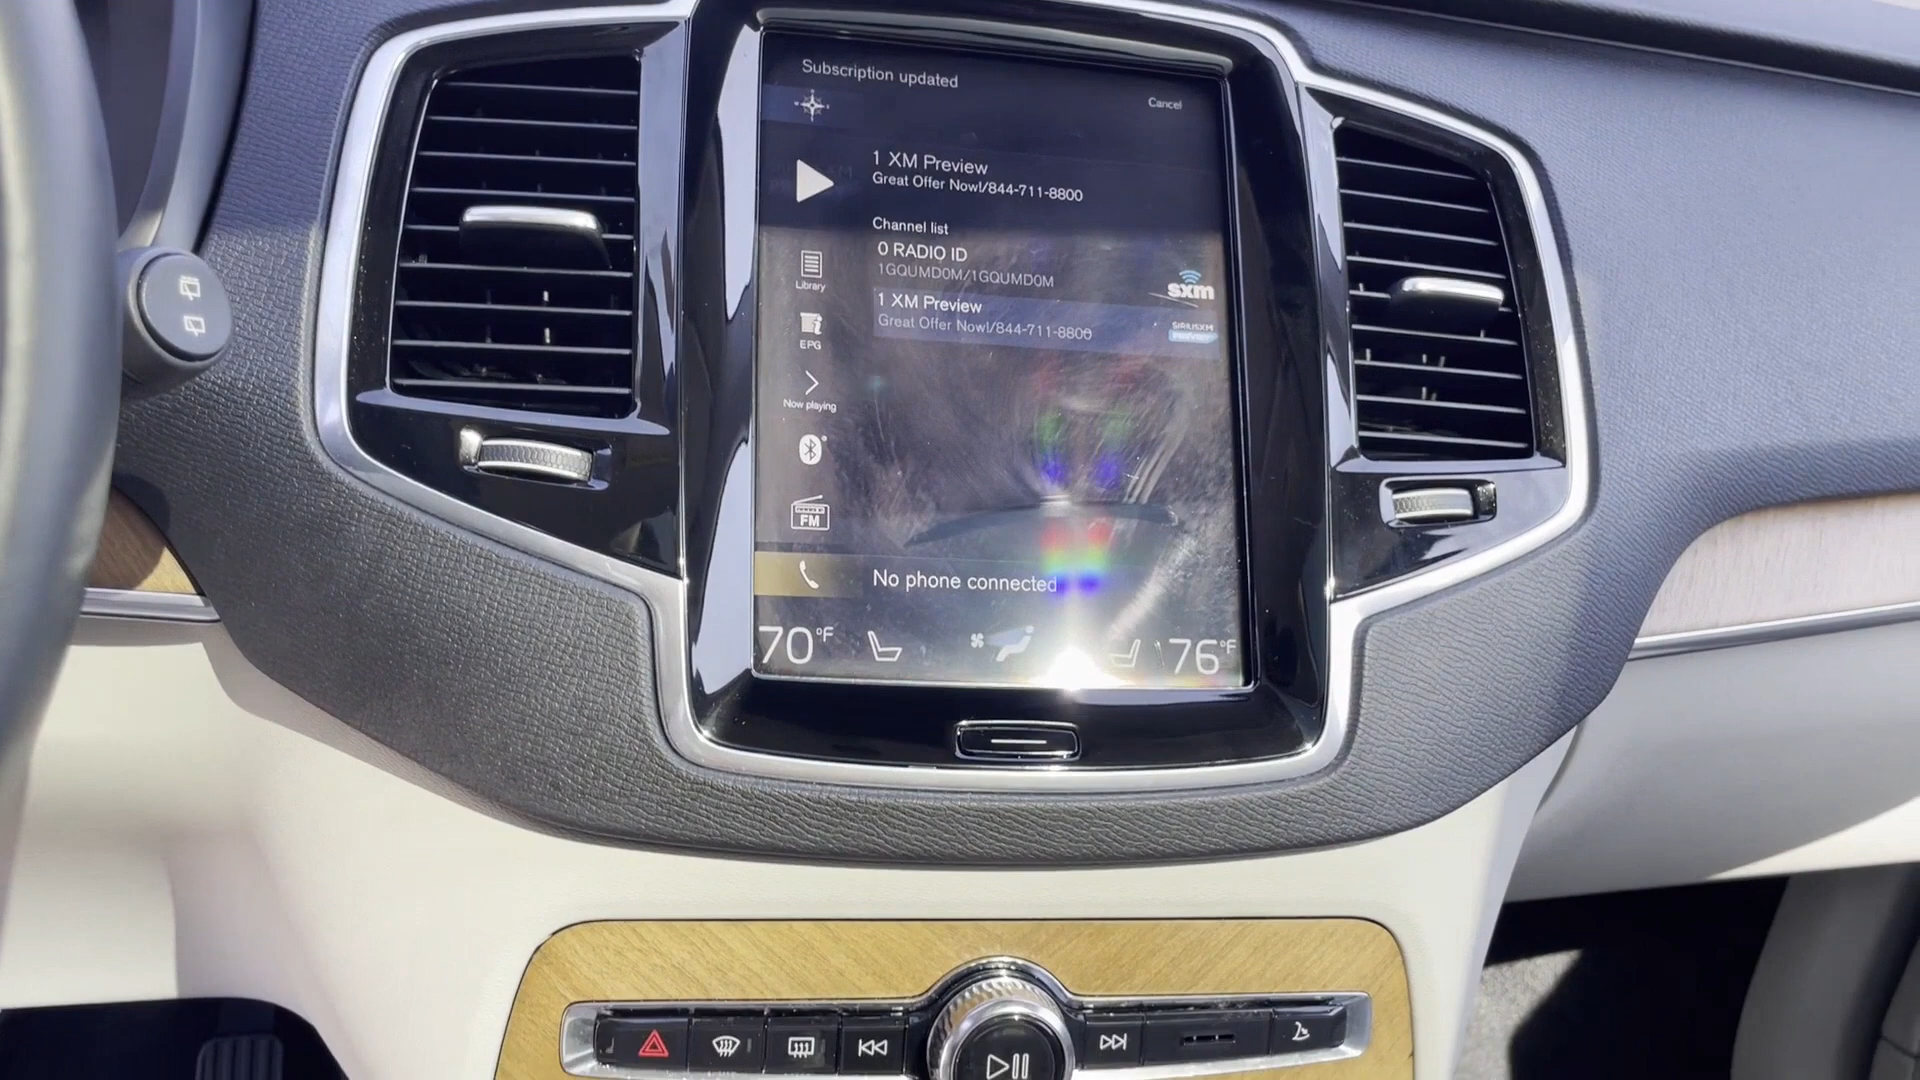 Subscription updated
Cancel
1 XM Preview
Great Offer Now!/844-711-8800
Channel list
0 RADIO ID
1GQUMD0M/1GQUMD0M
sxm
Library
1 XM Preview
Great Offer Now!/844-711-8800
SIRIUSXM
EPG
Now playing
FM
No phone connected
70°F
76°F